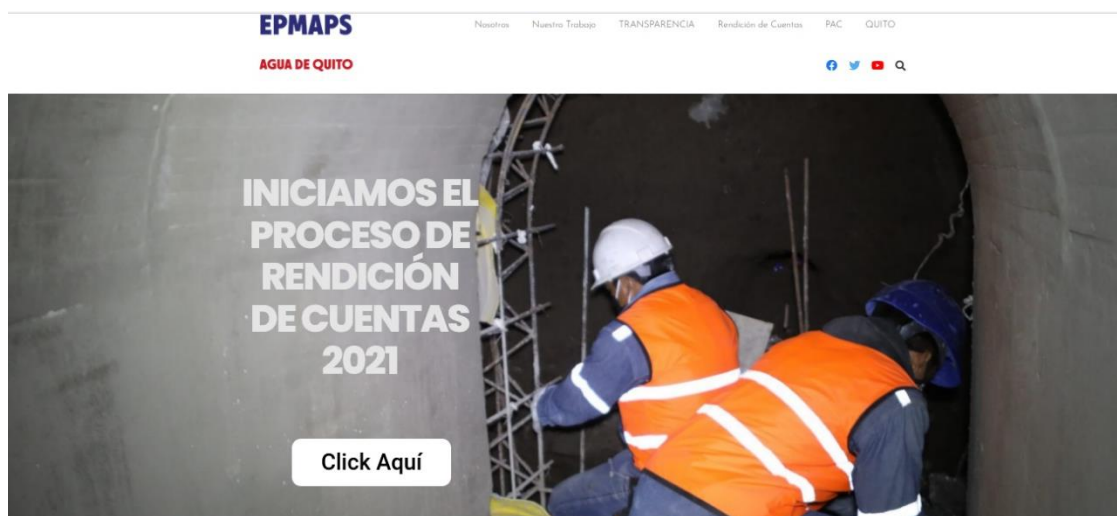 EPMAPS
Nosotros Nuestro Trabajo TRANSPARENCIA Rendición de Cuentas PAC QUITO
AGUA DE QUITO
INICIAMOS EL
PROCESO DE
RENDICIÓN
DE CUENTAS
2021
Click Aquí